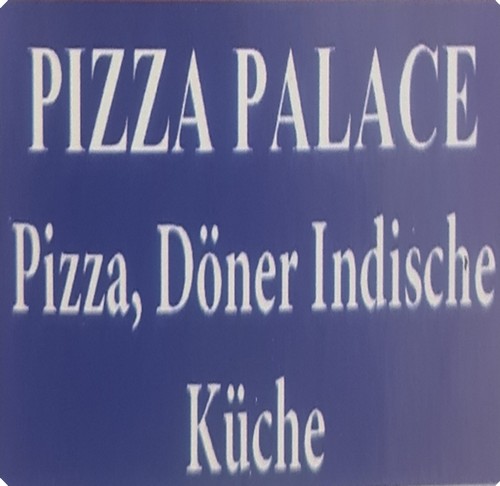 PIZZA PALACE
Pizza, Döner Indische
Küche